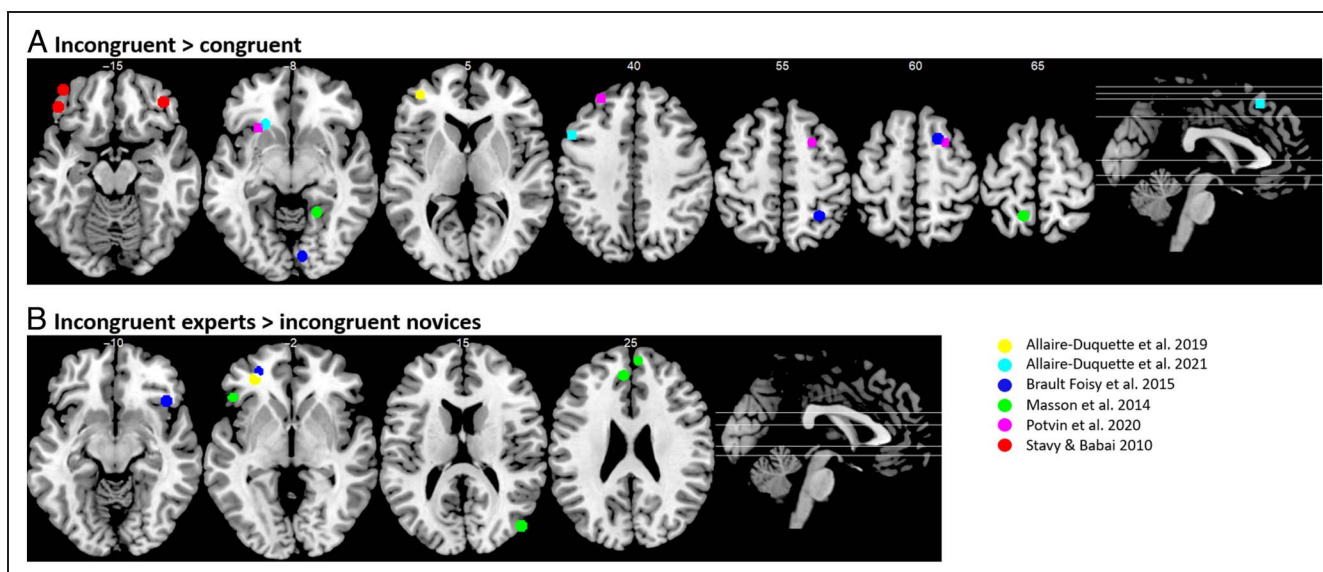 A Incongruent > congruent
-15 -8 5 40 55 60 65
B Incongruent experts > incongruent novices
-10 -2 15 25
Allaire-Duquette et al. 2019
Allaire-Duquette et al. 2021
Brault Foisy et al. 2015
Masson et al. 2014
Potvin et al. 2020
Stavy & Babai 2010